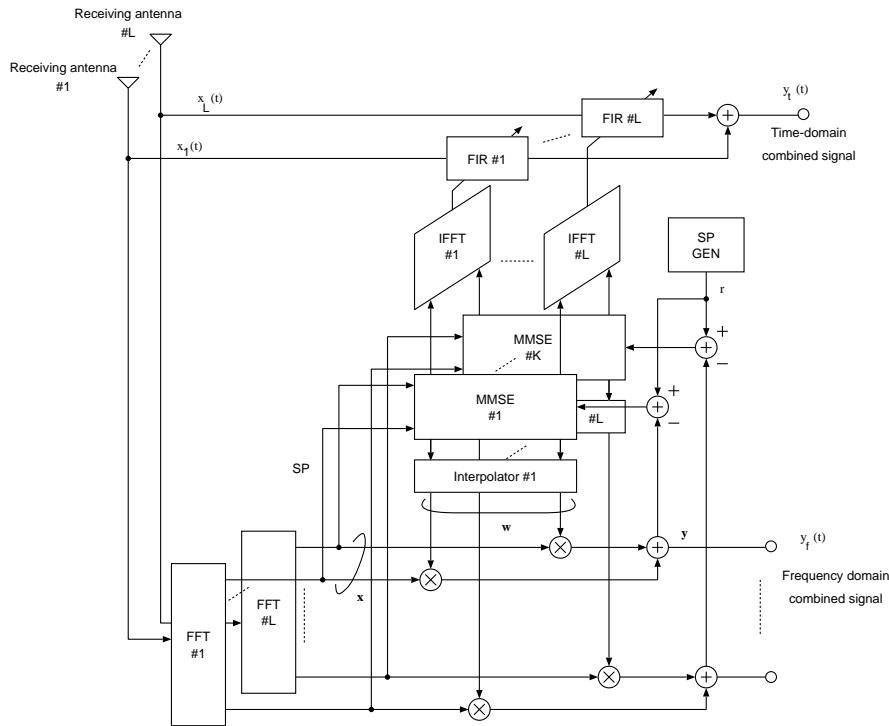 Receiving antenna
#L
Receiving antenna
#1
x_L(t)
x_1(t)
FIR #L
FIR #1
y_t(t)
Time-domain
combined signal
IFFT
#1
IFFT
#L
SP
GEN
r
MMSE
#K
+
−
MMSE
#1
+
−
#L
SP
Interpolator #1
w
x
y
y_f(t)
Frequency domain
combined signal
FFT
#L
FFT
#1